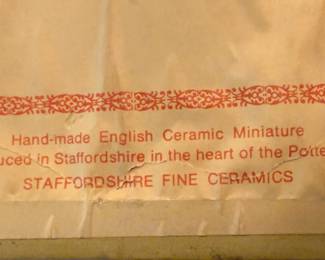 Hand-made English Ceramic Miniature
uced in Staffordshire in the heart of the Potte
STAFFORDSHIRE FINE CERAMICS